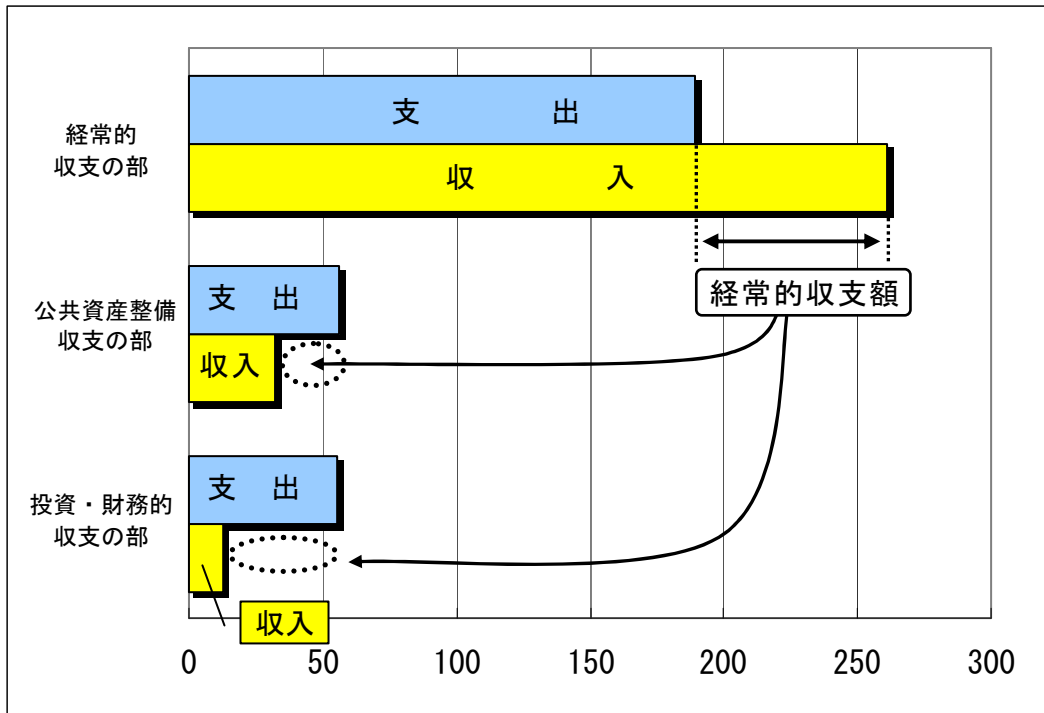 支 出
経常的
収支の部
収 入
経常的収支額
支 出
公共資産整備
収支の部
収入
支 出
投資・財務的
収支の部
収入
0 50 100 150 200 250 300